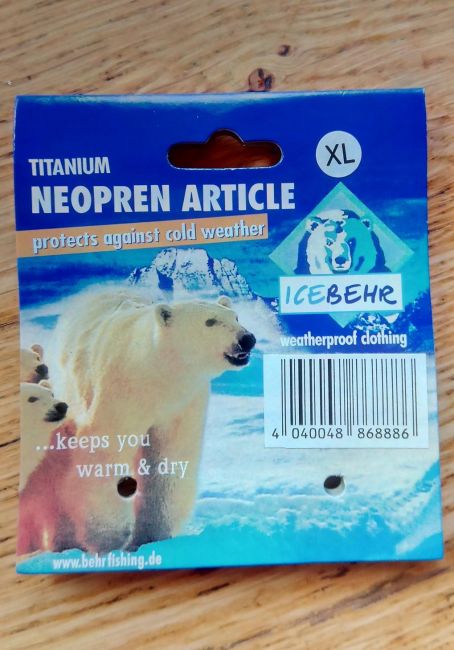 XL
TITANIUM
NEOPREN ARTICLE
protects against cold weather
ICEBEHR
weatherproof clothing
4 040048 868886
...keeps you
warm & dry
www.behrfishing.de